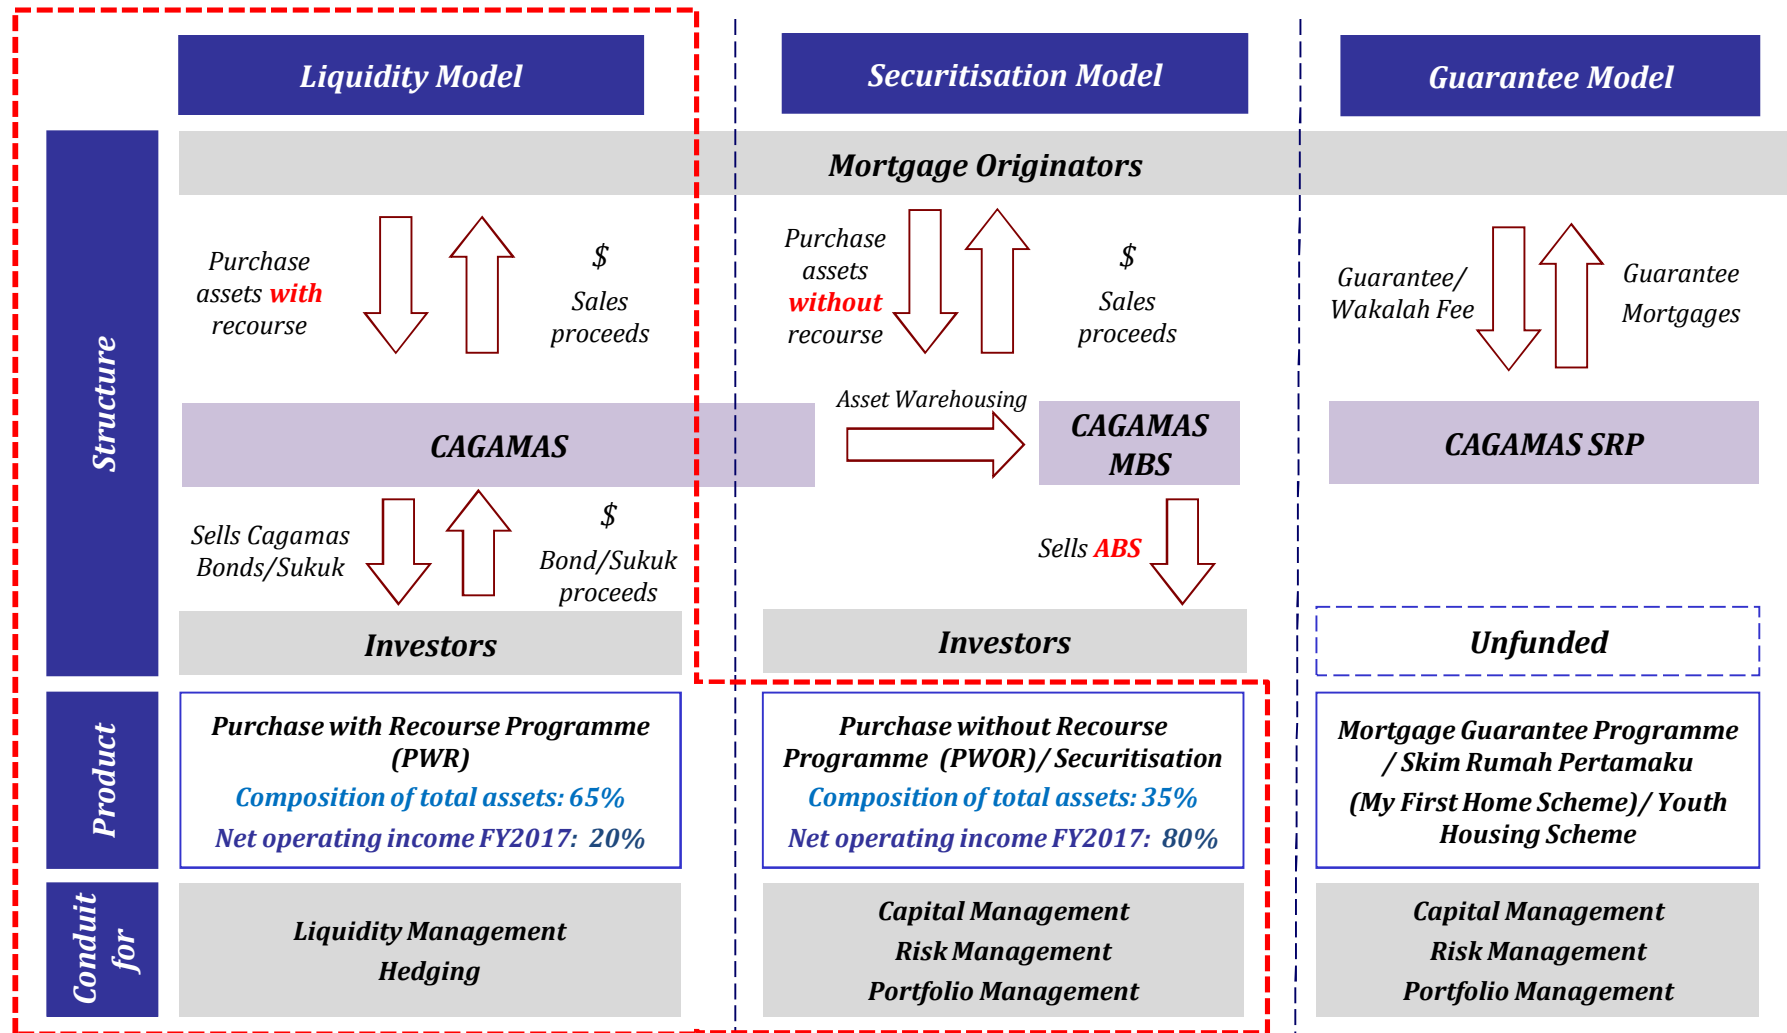 Liquidity Model
Securitisation Model
Guarantee Model
Structure
Mortgage Originators
Purchase
assets with
recourse
$
Sales
proceeds
Purchase
assets
without
recourse
$
Sales
proceeds
Guarantee/
Wakalah Fee
Guarantee
Mortgages
CAGAMAS
Asset Warehousing
CAGAMAS
MBS
CAGAMAS SRP
Sells Cagamas
Bonds/Sukuk
$
Bond/Sukuk
proceeds
Sells ABS
Investors
Investors
Unfunded
Product
Purchase with Recourse Programme
(PWR)
Composition of total assets: 65%
Net operating income FY2017: 20%
Purchase without Recourse
Programme (PWOR)/ Securitisation
Composition of total assets: 35%
Net operating income FY2017: 80%
Mortgage Guarantee Programme
/ Skim Rumah Pertamaku
(My First Home Scheme)/ Youth
Housing Scheme
Conduit
for
Liquidity Management
Hedging
Capital Management
Risk Management
Portfolio Management
Capital Management
Risk Management
Portfolio Management